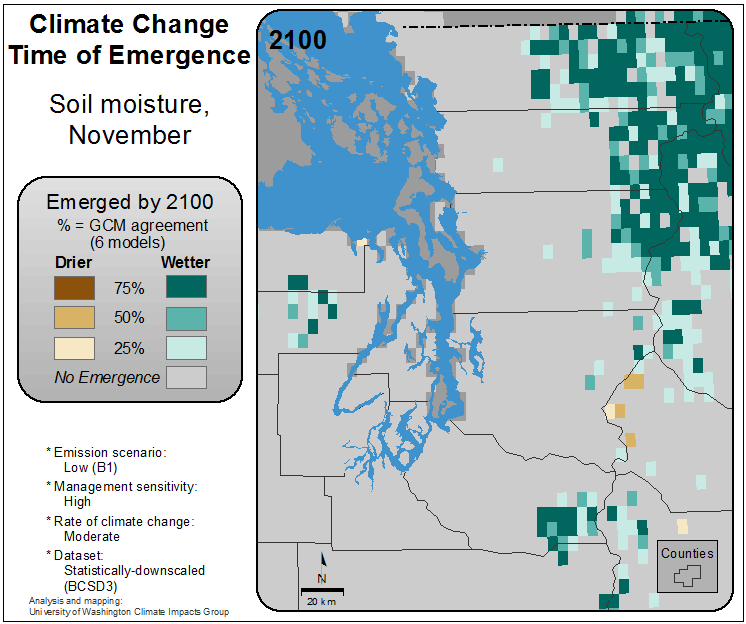 Climate Change
Time of Emergence
Soil moisture,
November
Emerged by 2100
% = GCM agreement
(6 models)
Drier Wetter
75%
50%
25%
No Emergence
* Emission scenario:
Low (B1)
* Management sensitivity:
High
* Rate of climate change:
Moderate
* Dataset:
Statistically-downscaled
(BCSD3)
Analysis and mapping:
University of Washington Climate Impacts Group
2100
N
20 km
Counties